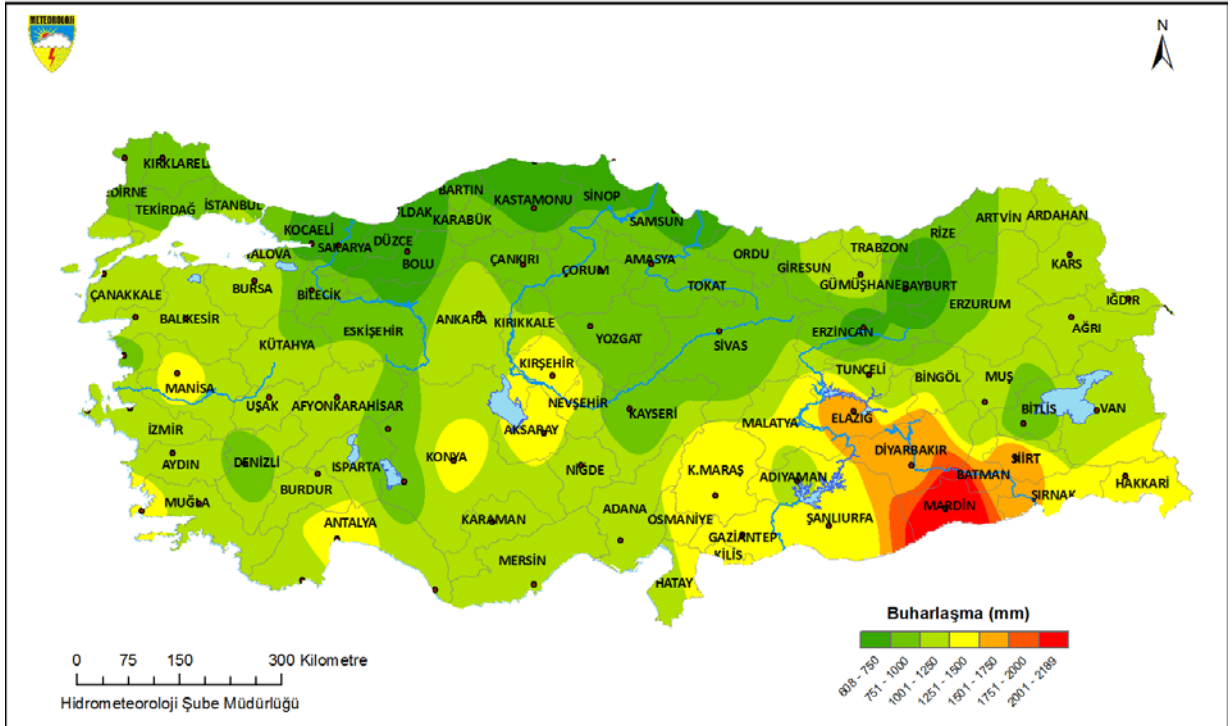 METEOROLOJİ
N
KIRKLARELİ
EDİRNE
TEKİRDAĞ
İSTANBUL
KOCAELİ
YALOVA
SAKARYA
DÜZCE
BOLU
ZONGULDAK
BARTIN
KARABÜK
KASTAMONU
SİNOP
SAMSUN
ÇANKIRI
ÇORUM
AMASYA
TOKAT
ORDU
GİRESUN
TRABZON
GÜMÜŞHANE
BAYBURT
RİZE
ARTVİN
ARDAHAN
KARS
IĞDIR
AĞRI
ERZURUM
ERZİNCAN
ÇANAKKALE
BALIKESİR
BURSA
BİLECİK
ESKİŞEHİR
KÜTAHYA
ANKARA
KIRIKKALE
YOZGAT
SİVAS
KIRŞEHİR
NEVŞEHİR
KAYSERİ
AKSARAY
NİĞDE
TUNCELİ
BİNGÖL
MUŞ
BİTLİS
VAN
MANİSA
UŞAK
AFYONKARAHİSAR
İZMİR
AYDIN
DENİZLİ
ISPARTA
BURDUR
MUĞLA
ANTALYA
KONYA
KARAMAN
MERSİN
ADANA
OSMANİYE
HATAY
K.MARAŞ
MALATYA
ELAZIĞ
ADIYAMAN
DİYARBAKIR
BATMAN
SİİRT
ŞIRNAK
HAKKARİ
MARDİN
ŞANLIURFA
GAZİANTEP
KİLİS
Buharlaşma (mm)
608 - 750
751 - 1000
1001 - 1250
1251 - 1500
1501 - 1750
1751 - 2000
2001 - 2189
0 75 150 300 Kilometre
Hidrometeoroloji Şube Müdürlüğü